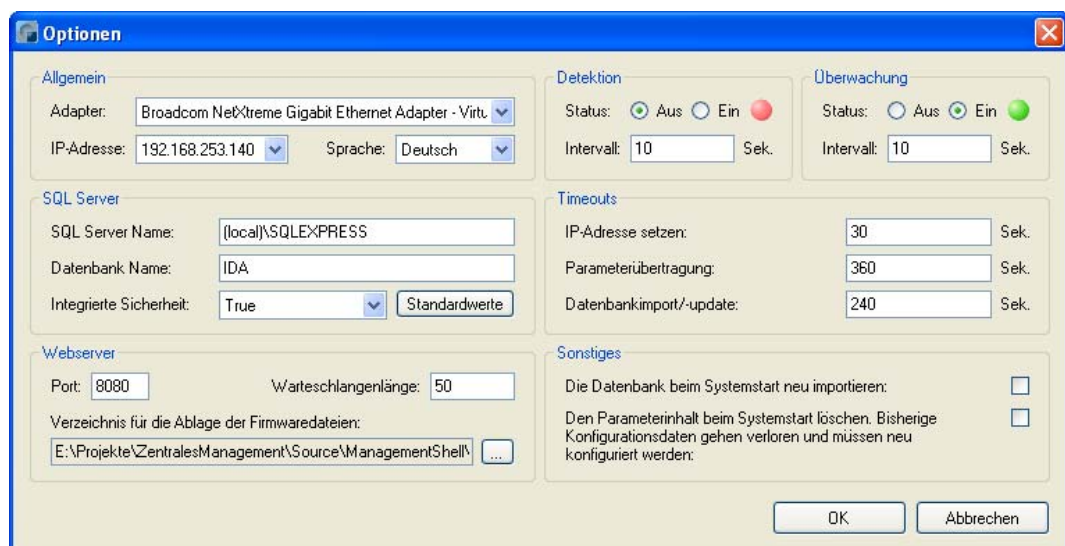 Optionen
Allgemein
Adapter: Broadcom NetXtreme Gigabit Ethernet Adapter - Virtu
IP-Adresse: 192.168.253.140 Sprache: Deutsch
Detektion
Status: Aus Ein
Intervall: 10 Sek.
Überwachung
Status: Aus Ein
Intervall: 10 Sek.
SQL Server
SQL Server Name: (local)\SQLEXPRESS
Datenbank Name: IDA
Integrierte Sicherheit: True Standardwerte
Timeouts
IP-Adresse setzen: 30 Sek.
Parameterübertragung: 360 Sek.
Datenbankimport/-update: 240 Sek.
Webserver
Port: 8080 Warteschlangenlänge: 50
Verzeichnis für die Ablage der Firmwaredateien:
E:\Projekte\ZentralesManagement\Source\ManagementShell\ ...
Sonstiges
Die Datenbank beim Systemstart neu importieren:
Den Parameterinhalt beim Systemstart löschen. Bisherige
Konfigurationsdaten gehen verloren und müssen neu
konfiguriert werden:
OK Abbrechen